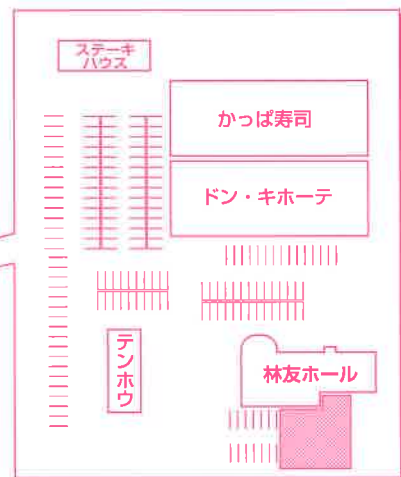 ステーキ
ハウス
かっぱ寿司
ドン・キホーテ
テンホウ
林友ホール